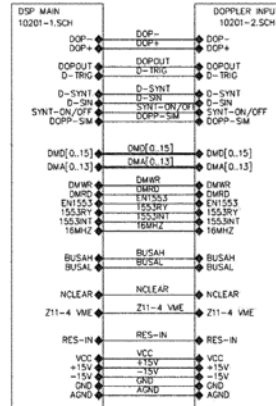 DSP MAIN
10201-1.SCH
DOPPLER INPU
10201-2.SCH
DOP- DOP- DOP-
DOP+ DOP+ DOP+
DOPOUT DOPOUT DOPOUT
D-TRIG D-TRIG D-TRIG
D-SYNT D-SYNT D-SYNT
D-SIN D-SIN D-SIN
SYNT-ON/OFF SYNT-ON/OFF SYNT-ON/OFF
DOPP-SIM DOPP-SIM DOPP-SIM
DMD[0..15] DMD[0..15] DMD[0..15]
DMA[0..13] DMA[0..13] DMA[0..13]
DMWR DMWR DMWR
DMRD DMRD DMRD
EN1553 EN1553 EN1553
1553RY 1553RY 1553RY
1553INT 1553INT 1553INT
16MHZ 16MHZ 16MHZ
BUSAH BUSAH BUSAH
BUSAL BUSAL BUSAL
NCLEAR NCLEAR NCLEAR
Z11-4 VME Z11-4 VME Z11-4 VME
RES-IN RES-IN RES-IN
VCC VCC VCC
+15V +15V +15V
-15V -15V -15V
GND GND GND
AGND AGND AGND